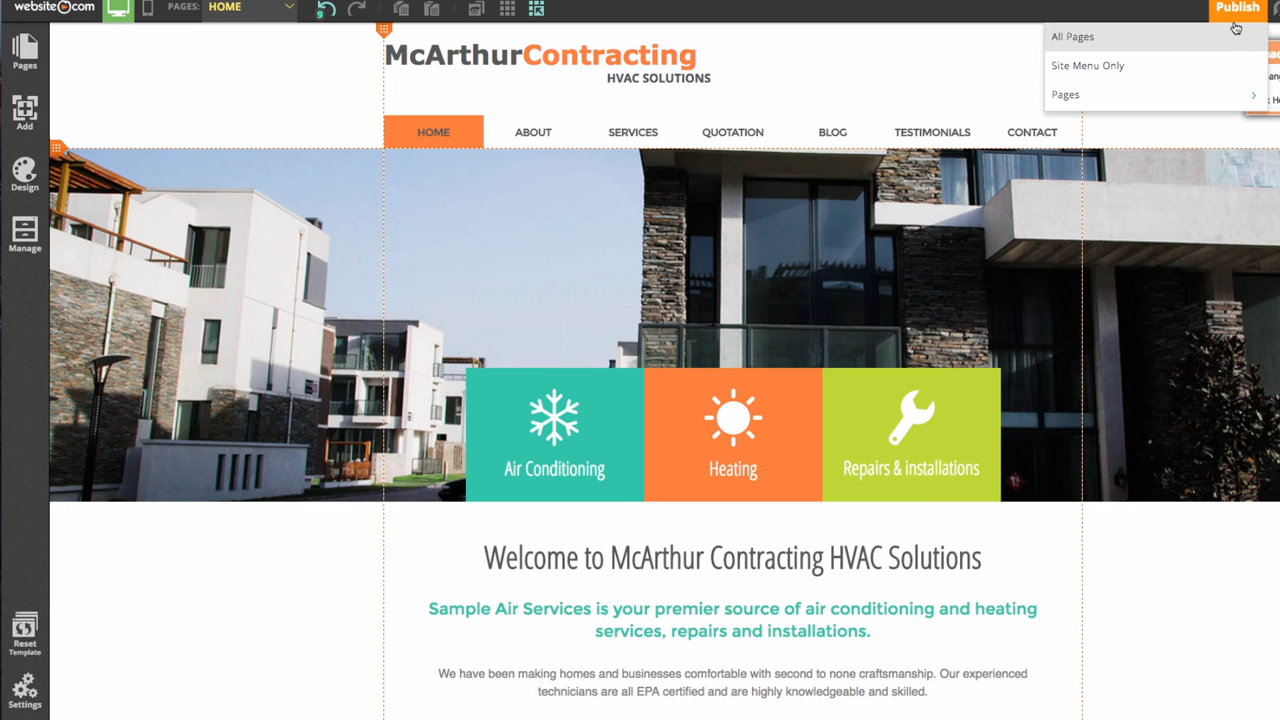 website.com
PAGES:
HOME
9
Publish
All Pages
Site Menu Only
Pages
Pages
Add
Design
Manage
Reset
Template
Settings
McArthurContracting
HVAC SOLUTIONS
HOME ABOUT SERVICES QUOTATION BLOG TESTIMONIALS CONTACT
Air Conditioning
Heating
Repairs & installations
Welcome to McArthur Contracting HVAC Solutions
Sample Air Services is your premier source of air conditioning and heating
services, repairs and installations.
We have been making homes and businesses comfortable with second to none craftsmanship. Our experienced
technicians are all EPA certified and are highly knowledgeable and skilled.